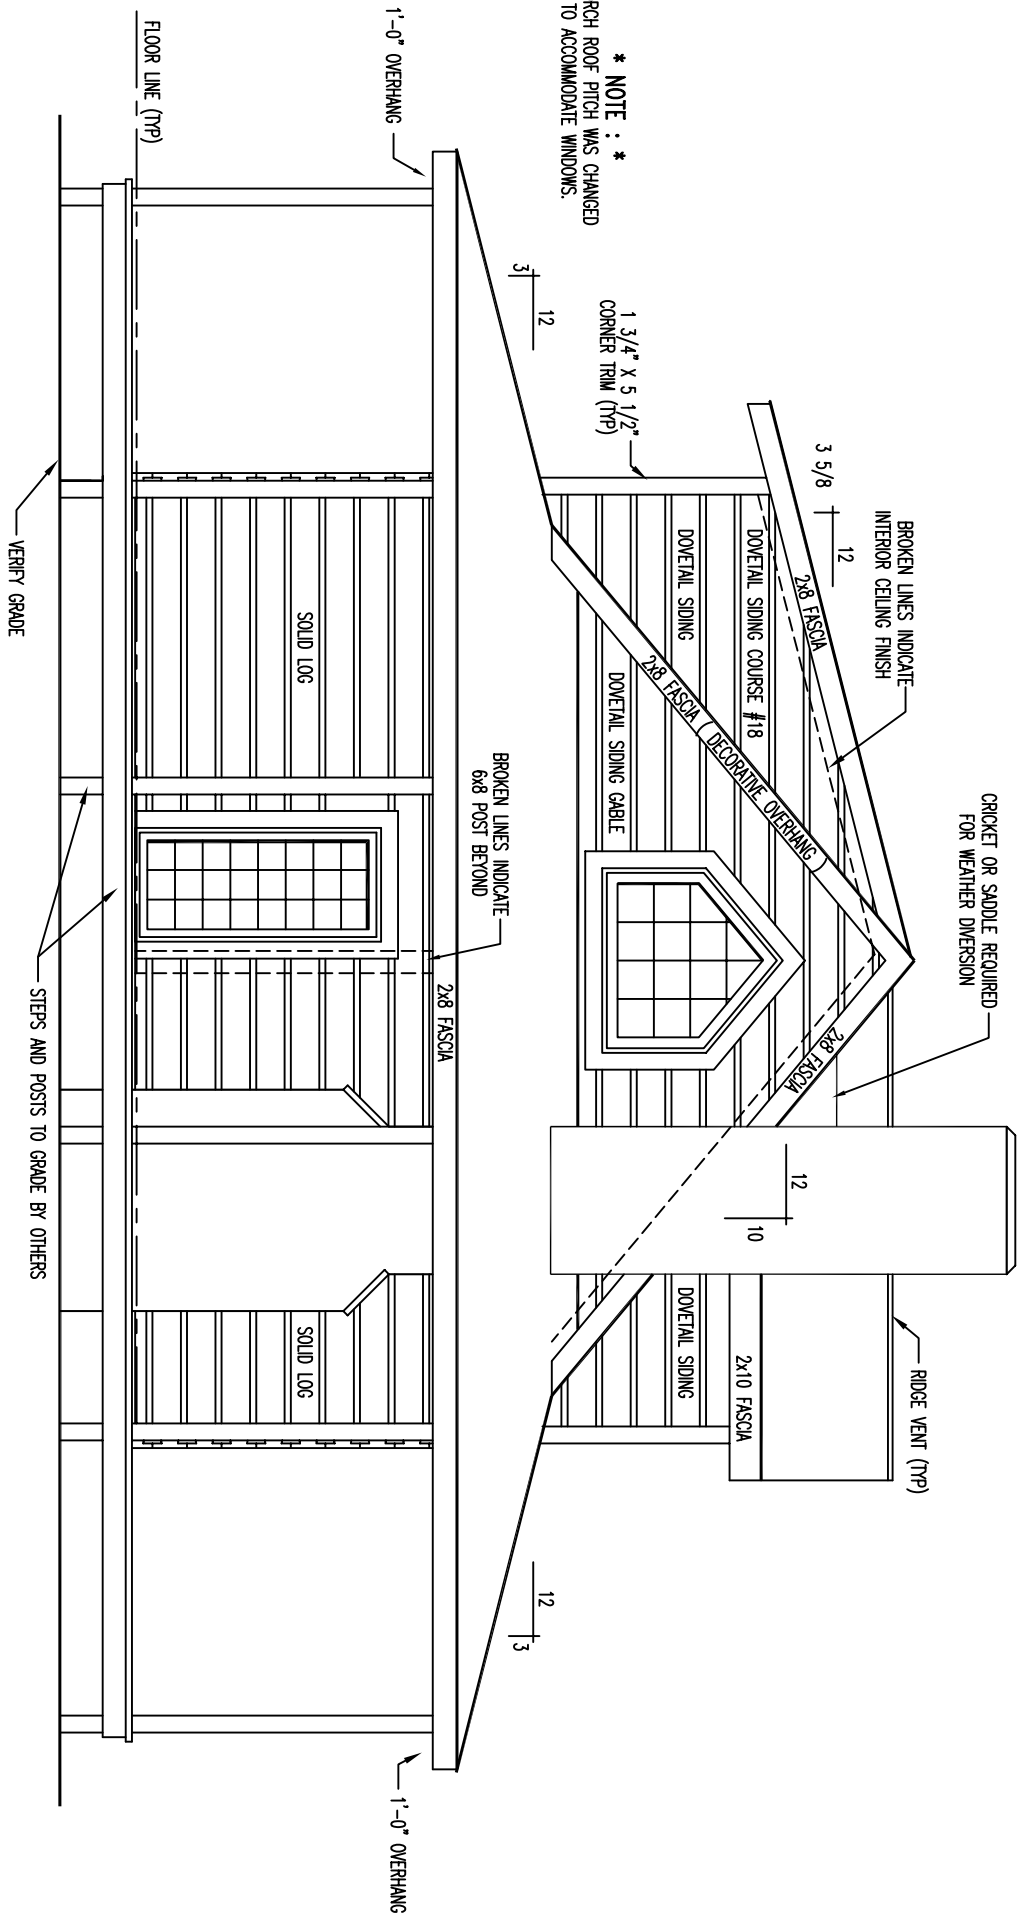 CRICKET OR SADDLE REQUIRED
FOR WEATHER DIVERSION
RIDGE VENT (TYP)
BROKEN LINES INDICATE
INTERIOR CEILING FINISH
12
3 5/8
2x8 FASCIA
2x8 FASCIA
12
10
2x10 FASCIA
DOVETAIL SIDING COURSE #18
DOVETAIL SIDING
DOVETAIL SIDING
2x8 FASCIA ( DECORATIVE OVERHANG )
DOVETAIL SIDING GABLE
1 3/4" X 5 1/2"
CORNER TRIM (TYP)
* NOTE : *
ROOF PITCH WAS CHANGED
TO ACCOMMODATE WINDOWS.
12
3
12
3
BROKEN LINES INDICATE
6x8 POST BEYOND
2x8 FASCIA
1'-0" OVERHANG
1'-0" OVERHANG
SOLID LOG
SOLID LOG
FLOOR LINE (TYP)
VERIFY GRADE
STEPS AND POSTS TO GRADE BY OTHERS